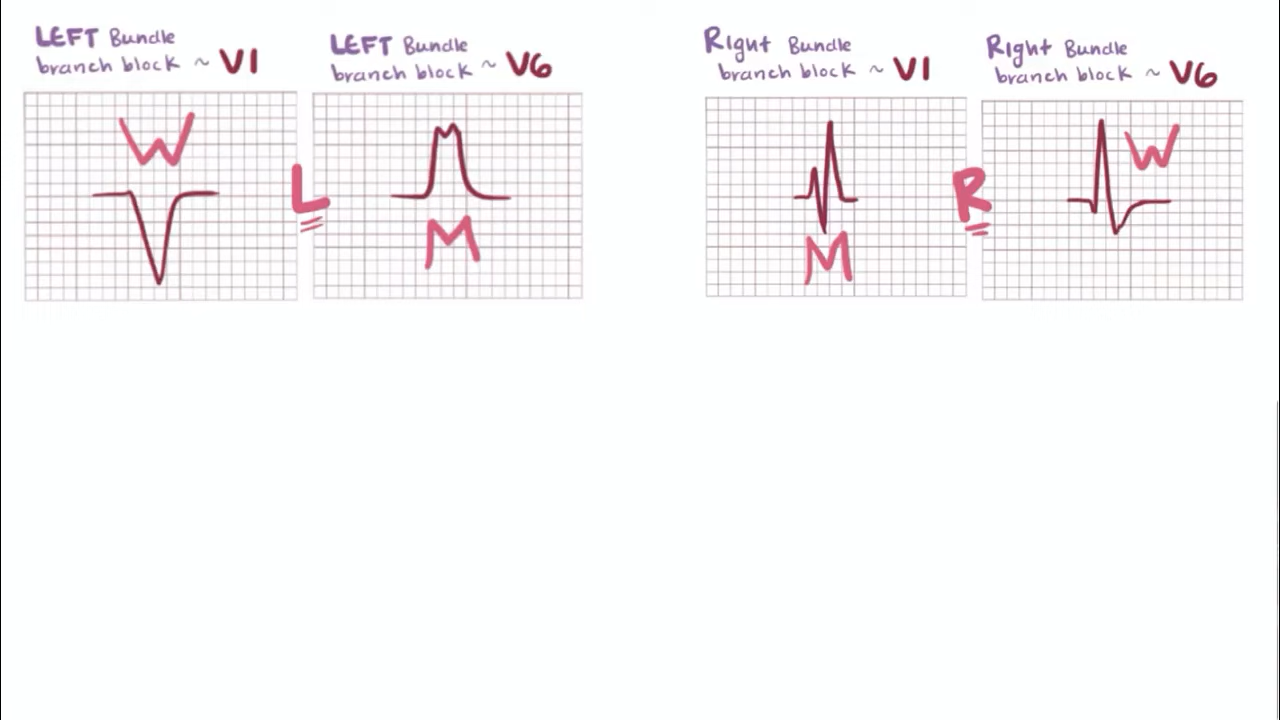 LEFT Bundle
branch block ~ V1
W
LEFT Bundle
branch block ~ V6
M
L
Right Bundle
branch block ~ V1
M
Right Bundle
branch block ~ V6
W
R